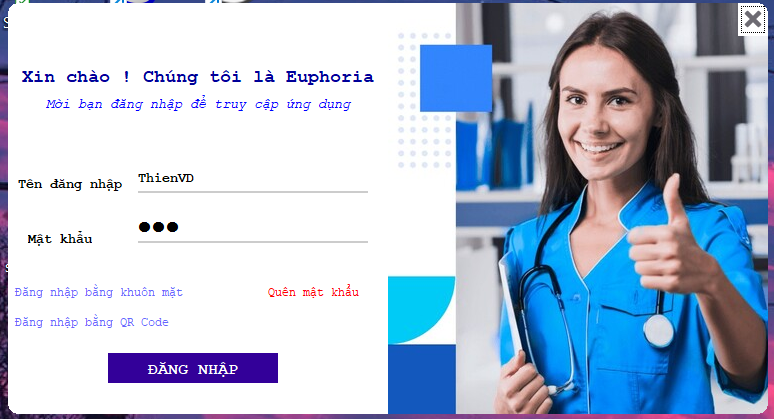 Xin chào ! Chúng tôi là Euphoria
Mời bạn đăng nhập để truy cập ứng dụng
Tên đăng nhập ThienVD
Mật khẩu ●●●
Đăng nhập bằng khuôn mặt Quên mật khẩu
Đăng nhập bằng QR Code
ĐĂNG NHẬP